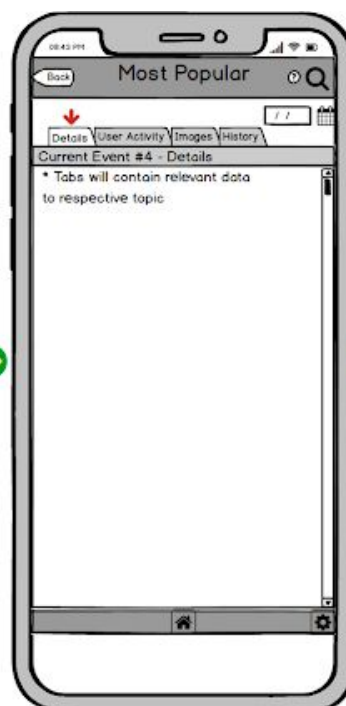 08:43 PM
Back
Most Popular
?
/ /
Details
User Activity
Images
History
Current Event #4 - Details
* Tabs will contain relevant data
to respective topic